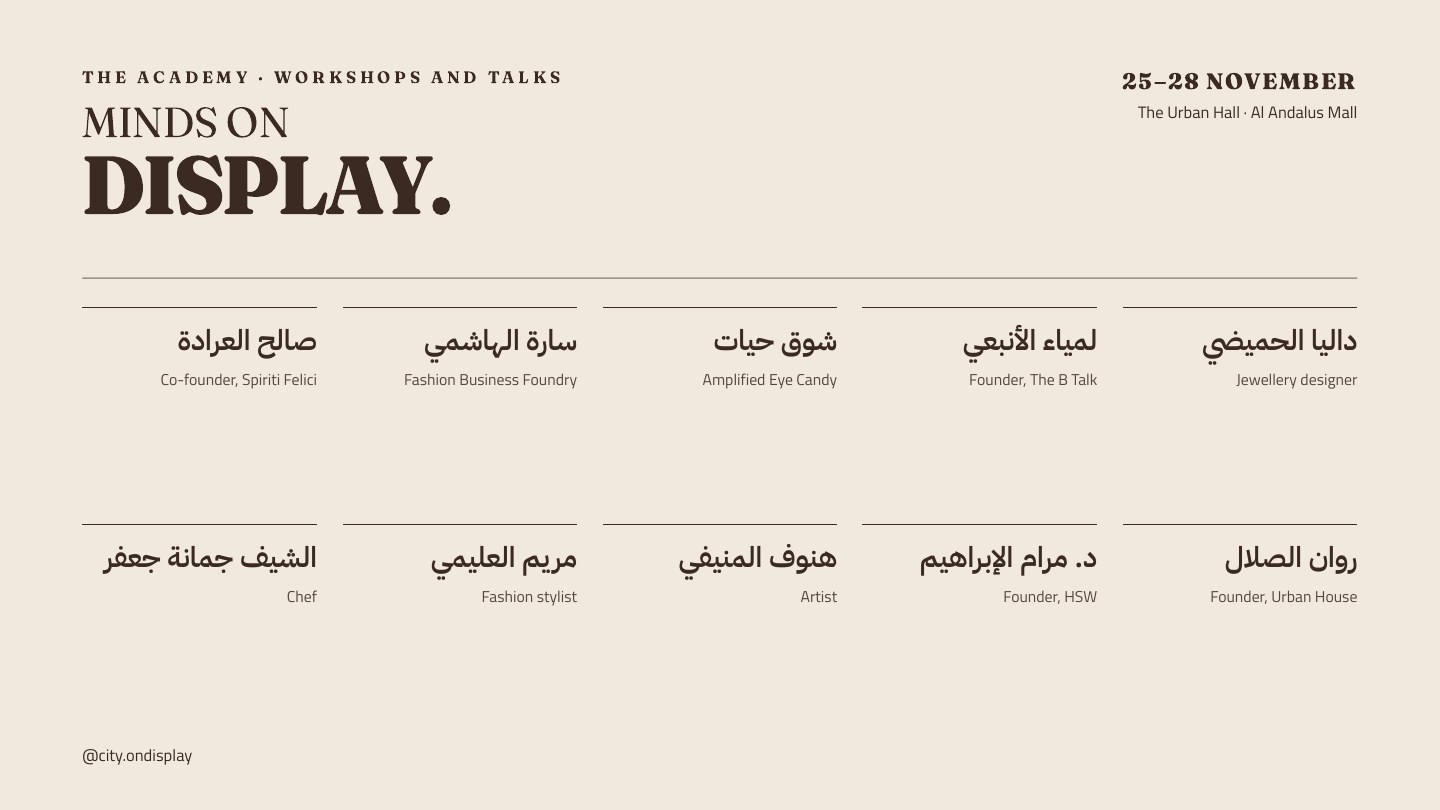 THE ACADEMY · WORKSHOPS AND TALKS
MINDS ON
DISPLAY.
25–28 NOVEMBER
The Urban Hall · Al Andalus Mall
داليا الحميضي
Jewellery designer
لمياء الأنبعي
Founder, The B Talk
شوق حيات
Amplified Eye Candy
سارة الهاشمي
Fashion Business Foundry
صالح العرادة
Co-founder, Spiriti Felici
روان الصلال
Founder, Urban House
د. مرام الإبراهيم
Founder, HSW
هنوف المنيفي
Artist
مريم العليمي
Fashion stylist
الشيف جمانة جعفر
Chef
@city.ondisplay